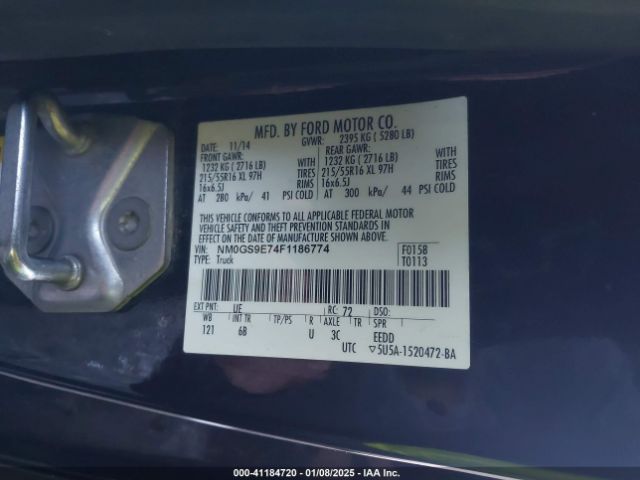 MFD. BY FORD MOTOR CO.
DATE: 11/14 GVWR: 2395 KG ( 5280 LB)
FRONT GAWR: REAR GAWR:
1232 KG ( 2716 LB) WITH 1232 KG ( 2716 LB) WITH
215/55R16 XL 97H TIRES 215/55R16 XL 97H TIRES
16x6.5J RIMS 16x6.5J RIMS
AT 280 kPa/ 41 PSI COLD AT 300 kPa/ 44 PSI COLD
THIS VEHICLE CONFORMS TO ALL APPLICABLE FEDERAL MOTOR
VEHICLE SAFETY AND THEFT PREVENTION STANDARDS IN
EFFECT ON THE DATE OF MANUFACTURE SHOWN ABOVE.
VIN: NM0GS9E74F1186774 F0158
TYPE: Truck T0113
EXT PNT: UE RC: 72 DSO:
WB INT TR TP/PS R AXLE TR SPR
121 6B U 3C EEDD
UTC ▽5U5A-1520472-BA
000-41184720 — 01/08/2025 — IAA Inc.